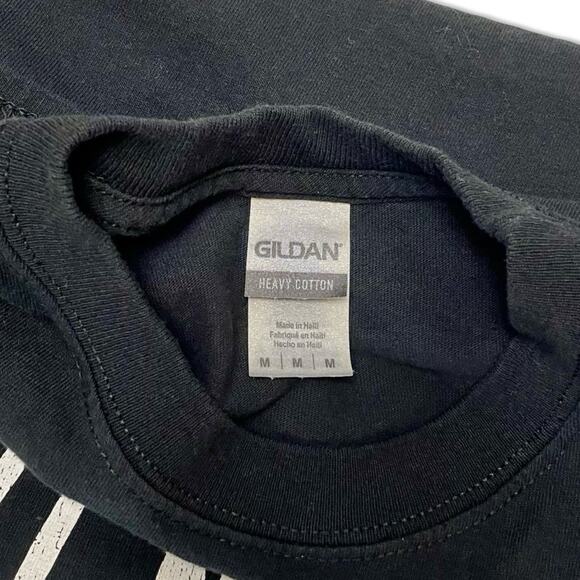 GILDAN®
HEAVY COTTON
Made in Haiti
Fabriqué en Haïti
Hecho en Haití
M | M | M